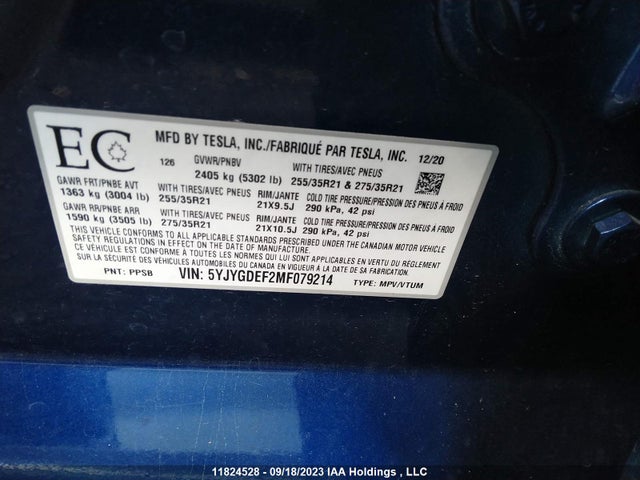 EC
MFD BY TESLA, INC./FABRIQUÉ PAR TESLA, INC. 12/20
126 GVWR/PNBV WITH TIRES/AVEC PNEUS
2405 kg (5302 lb) 255/35R21 & 275/35R21
GAWR FRT/PNBE AVT WITH TIRES/AVEC PNEUS RIM/JANTE COLD TIRE PRESSURE/PRESSION DES PNEUS À FROID
1363 kg (3004 lb) 255/35R21 21X9.5J 290 kPa, 42 psi
GAWR RR/PNBE ARR WITH TIRES/AVEC PNEUS RIM/JANTE COLD TIRE PRESSURE/PRESSION DES PNEUS À FROID
1590 kg (3505 lb) 275/35R21 21X10.5J 290 kPa, 42 psi
THIS VEHICLE CONFORMS TO ALL APPLICABLE STANDARDS PRESCRIBED UNDER THE CANADIAN MOTOR VEHICLE
SAFETY REGULATIONS IN EFFECT ON THE DATE OF MANUFACTURE
CE VÉHICULE EST CONFORME À TOUTES LES NORMES QUI LUI SONT APPLICABLES EN VERTU DU RÈGLEMENT
SUR LA SÉCURITÉ DES VÉHICULES AUTOMOBILES DU CANADA EN VIGUEUR À LA DATE DE SA FABRICATION
PNT: PPSB VIN: 5YJYGDEF2MF079214 TYPE: MPV/VTUM
11824528 - 09/18/2023 IAA Holdings , LLC